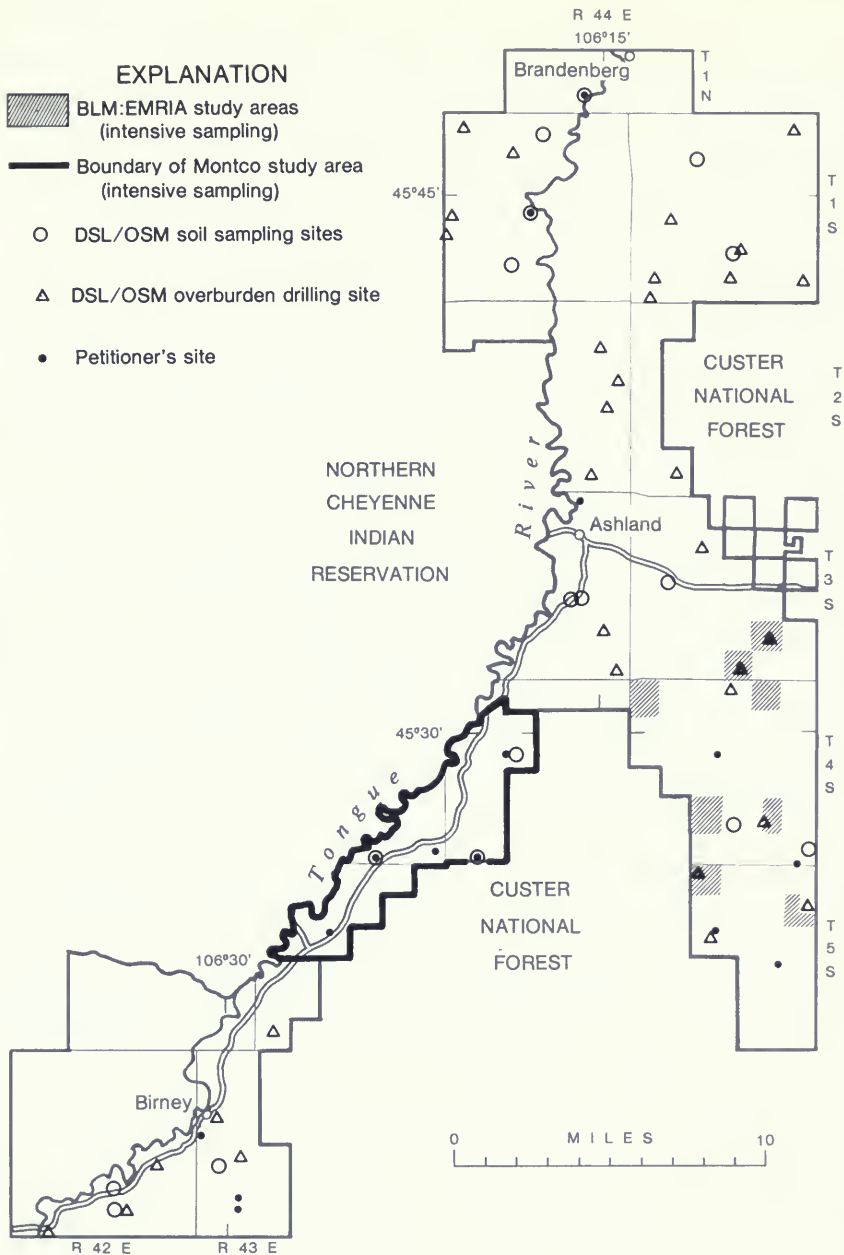 R 44 E
106°15'
EXPLANATION
BLM:EMRIA study areas
(intensive sampling)
Boundary of Montco study area
(intensive sampling)
DSL/OSM soil sampling sites
DSL/OSM overburden drilling site
Petitioner's site
Brandenberg
T 1 N
45°45'
T 1 S
CUSTER
NATIONAL
FOREST
T 2 S
NORTHERN
CHEYENNE
INDIAN
RESERVATION
River
Ashland
T 3 S
45°30'
T 4 S
Tongue
CUSTER
NATIONAL
FOREST
T 5 S
106°30'
Birney
0 MILES 10
R 42 E R 43 E